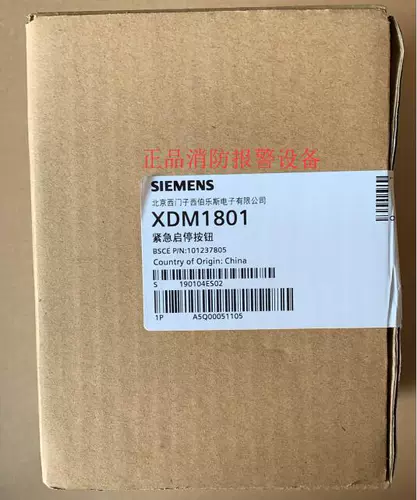 正品消防报警设备
SIEMENS
北京西门子西伯乐斯电子有限公司
XDM1801
紧急启停按钮
BSCE P/N:101237805
Country of Origin: China
S 190104ES02
1P A5Q00051105